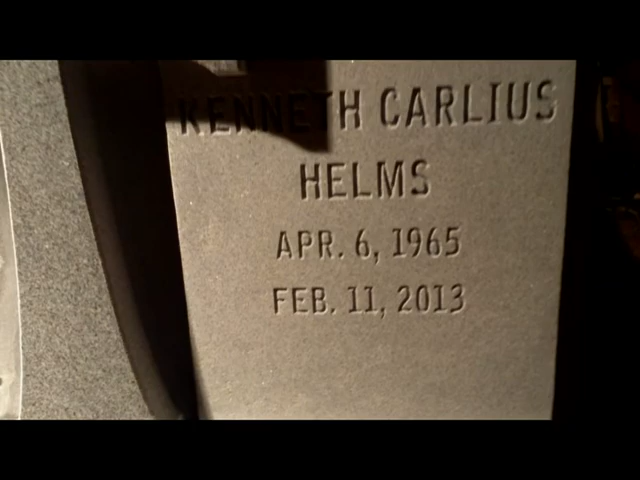 KENNETH CARLIUS
HELMS
APR. 6, 1965
FEB. 11, 2013